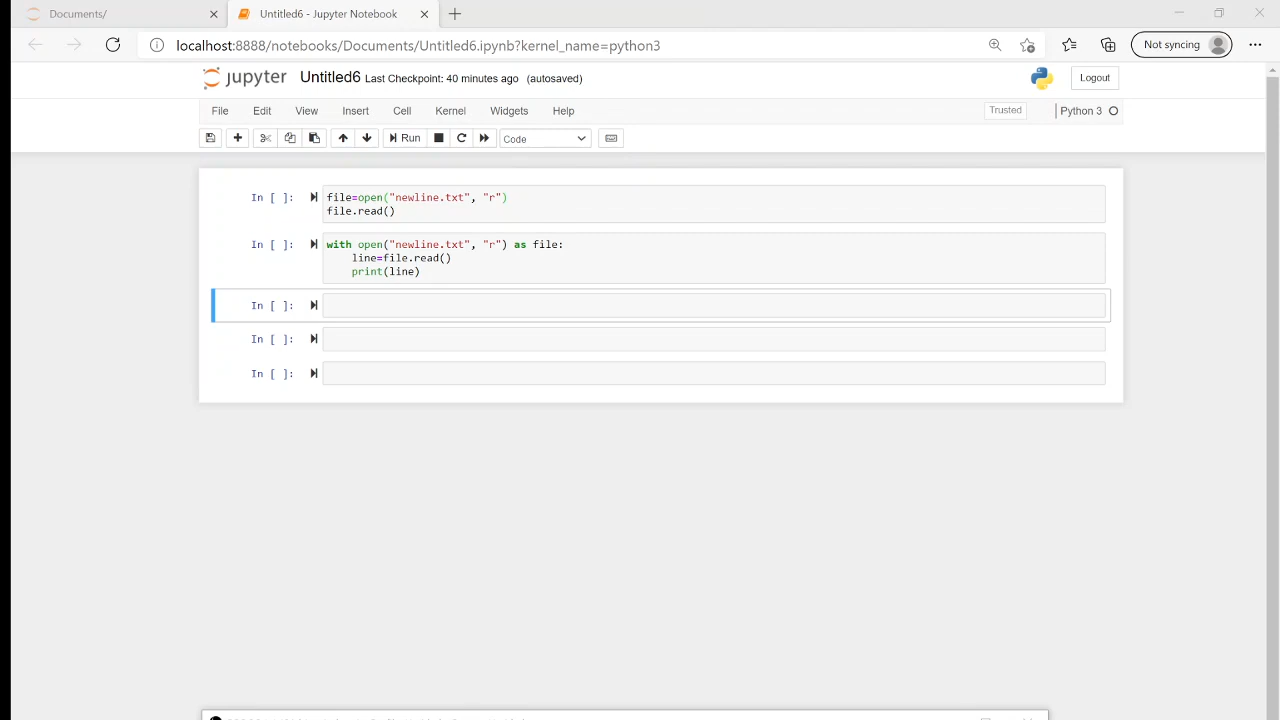 Documents/
Untitled6 - Jupyter Notebook
localhost:8888/notebooks/Documents/Untitled6.ipynb?kernel_name=python3
Not syncing
jupyter Untitled6 Last Checkpoint: 40 minutes ago (autosaved)
Logout
File Edit View Insert Cell Kernel Widgets Help
Trusted
Python 3
Run
Code
In [ ]: file=open("newline.txt", "r")
file.read()
In [ ]: with open("newline.txt", "r") as file:
line=file.read()
print(line)
In [ ]:
In [ ]:
In [ ]: